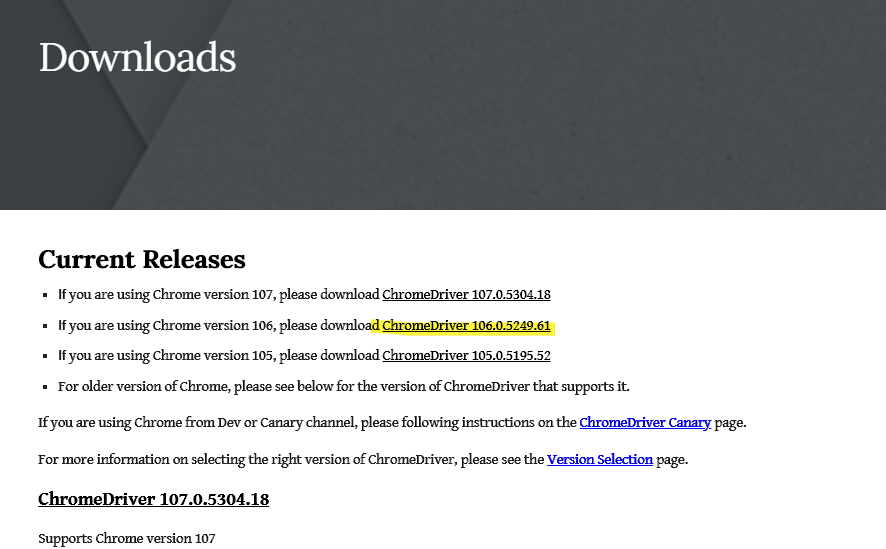 Downloads
Current Releases
If you are using Chrome version 107, please download ChromeDriver 107.0.5304.18
If you are using Chrome version 106, please download ChromeDriver 106.0.5249.61
If you are using Chrome version 105, please download ChromeDriver 105.0.5195.52
For older version of Chrome, please see below for the version of ChromeDriver that supports it.
If you are using Chrome from Dev or Canary channel, please following instructions on the ChromeDriver Canary page.
For more information on selecting the right version of ChromeDriver, please see the Version Selection page.
ChromeDriver 107.0.5304.18
Supports Chrome version 107